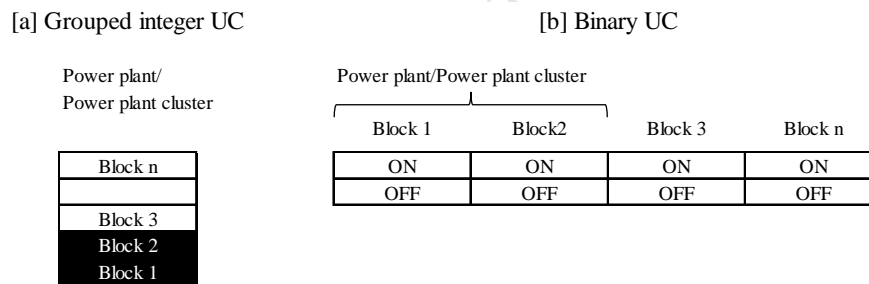 [a] Grouped integer UC
[b] Binary UC
Power plant/
Power plant cluster
Block n
Block 3
Block 2
Block 1
Power plant/Power plant cluster
Block 1 Block2 Block 3 Block n
ON ON ON ON
OFF OFF OFF OFF